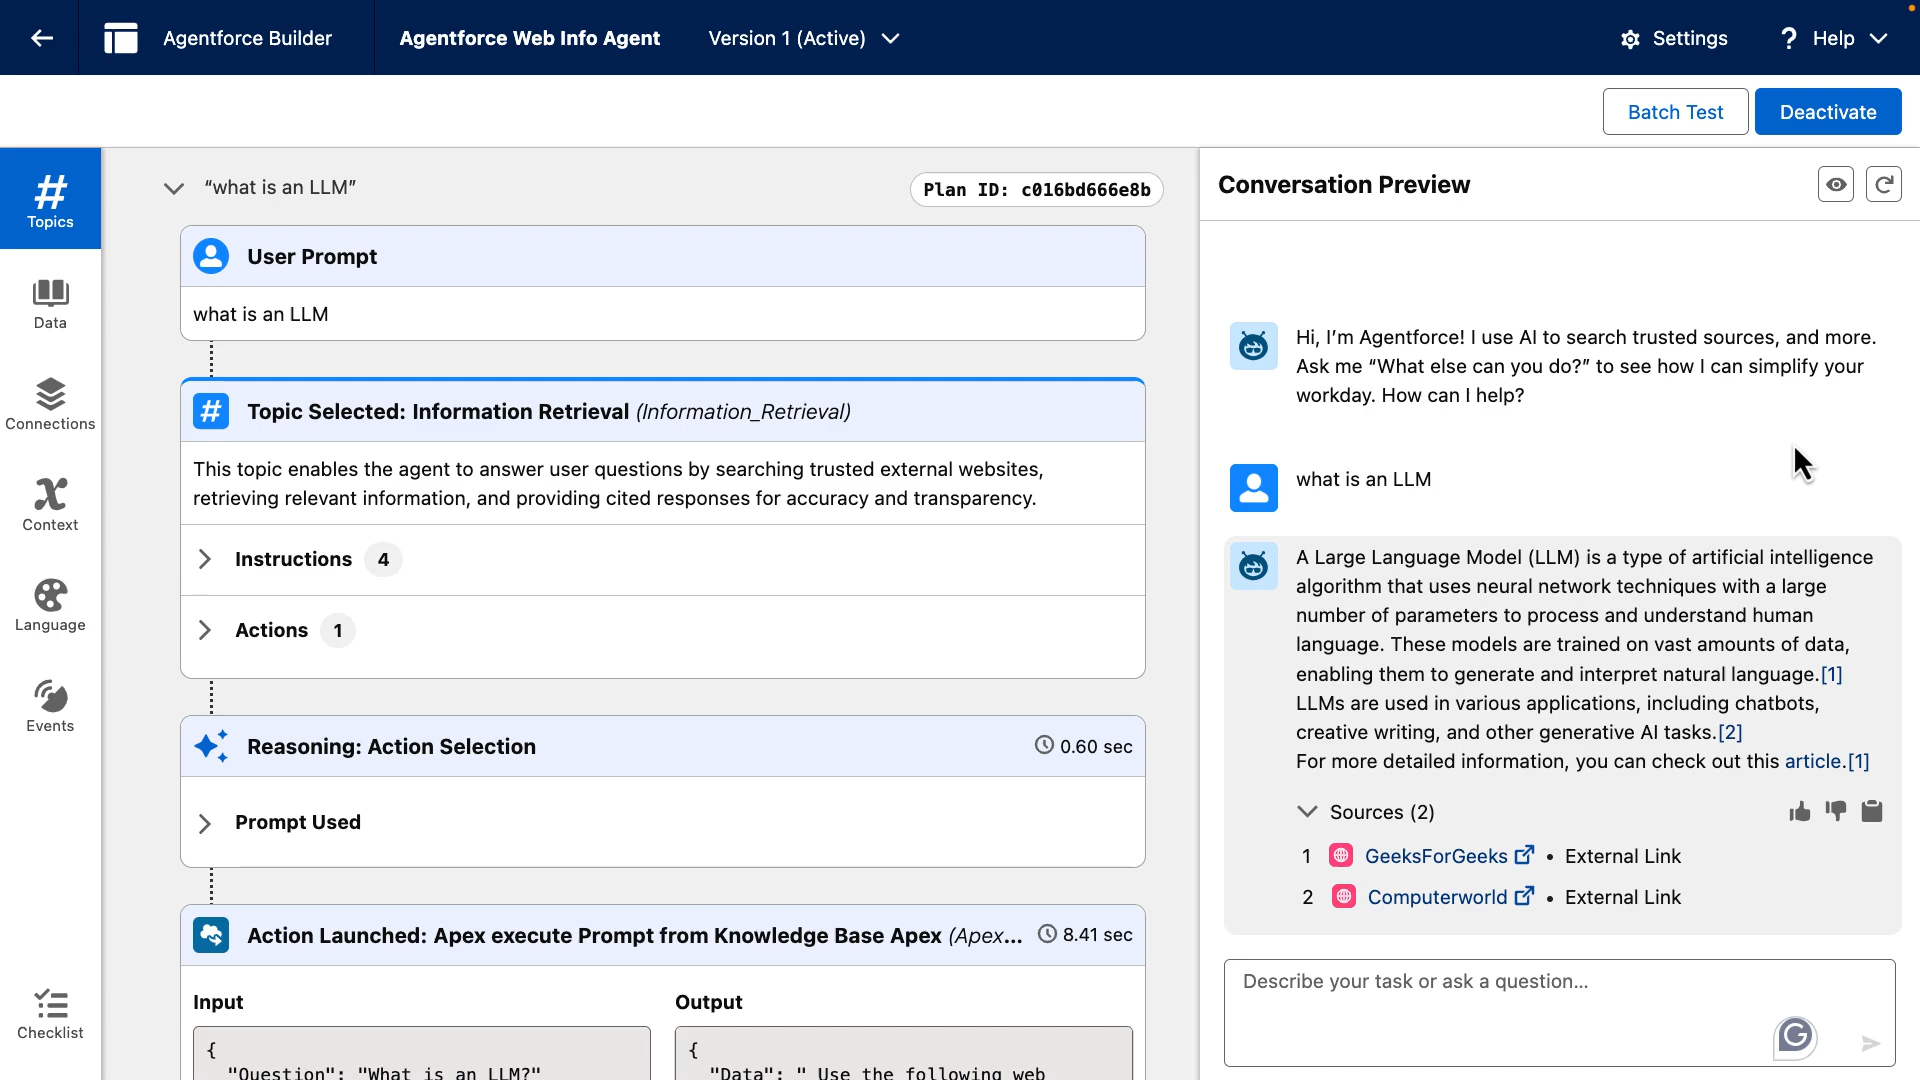 Agentforce Builder
Agentforce Web Info Agent
Version 1 (Active)
Settings
? Help
Batch Test
Deactivate
Topics
Data
Connections
Context
Language
Events
Checklist
“what is an LLM”
Plan ID: c016bd666e8b
User Prompt
what is an LLM
# Topic Selected: Information Retrieval (Information_Retrieval)
This topic enables the agent to answer user questions by searching trusted external websites,
retrieving relevant information, and providing cited responses for accuracy and transparency.
Instructions 4
Actions 1
Reasoning: Action Selection 0.60 sec
Prompt Used
Action Launched: Apex execute Prompt from Knowledge Base Apex (Apex... 8.41 sec
Input
{
"Question": "What is an LLM?"
Output
{
"Data": " Use the following web
Conversation Preview
Hi, I’m Agentforce! I use AI to search trusted sources, and more.
Ask me “What else can you do?” to see how I can simplify your
workday. How can I help?
what is an LLM
A Large Language Model (LLM) is a type of artificial intelligence
algorithm that uses neural network techniques with a large
number of parameters to process and understand human
language. These models are trained on vast amounts of data,
enabling them to generate and interpret natural language.[1]
LLMs are used in various applications, including chatbots,
creative writing, and other generative AI tasks.[2]
For more detailed information, you can check out this article.[1]
Sources (2)
1 GeeksForGeeks • External Link
2 Computerworld • External Link
Describe your task or ask a question...